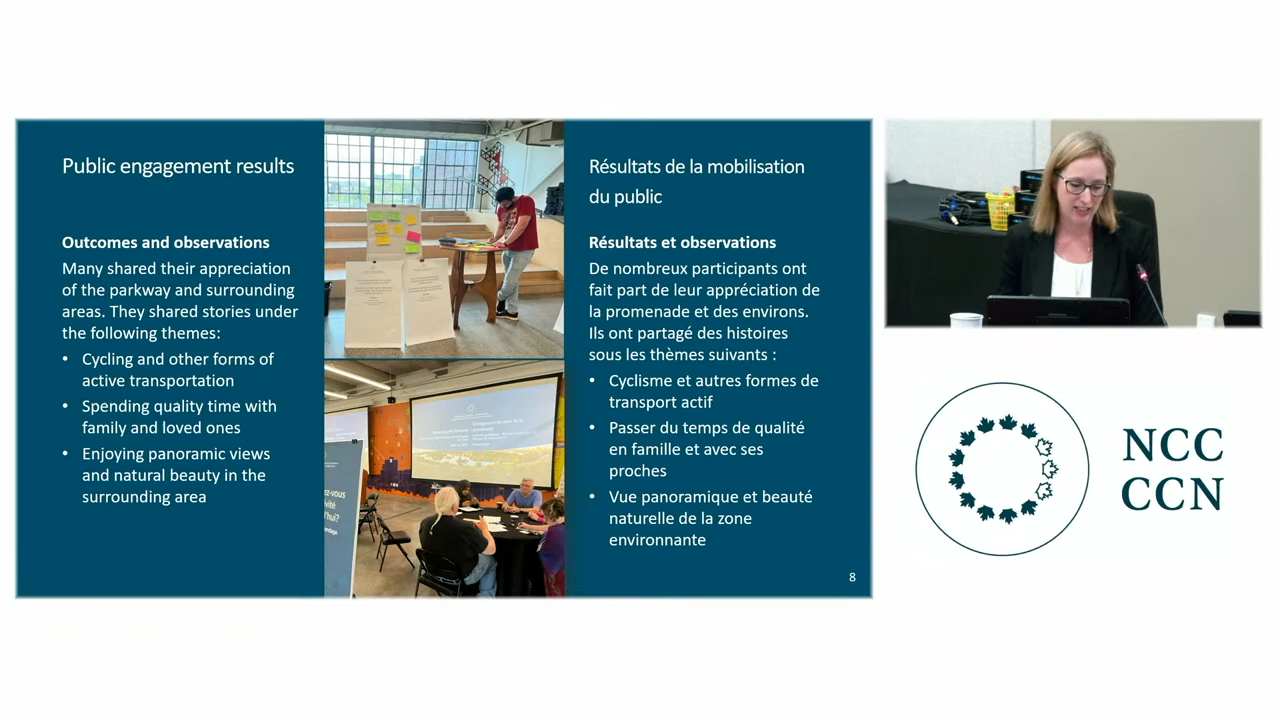 Public engagement results
Outcomes and observations
Many shared their appreciation
of the parkway and surrounding
areas. They shared stories under
the following themes:
• Cycling and other forms of
active transportation
• Spending quality time with
family and loved ones
• Enjoying panoramic views
and natural beauty in the
surrounding area
Résultats de la mobilisation
du public
Résultats et observations
De nombreux participants ont
fait part de leur appréciation de
la promenade et des environs.
Ils ont partagé des histoires
sous les thèmes suivants :
• Cyclisme et autres formes de
transport actif
• Passer du temps de qualité
en famille et avec ses
proches
• Vue panoramique et beauté
naturelle de la zone
environnante
8
NCC
CCN